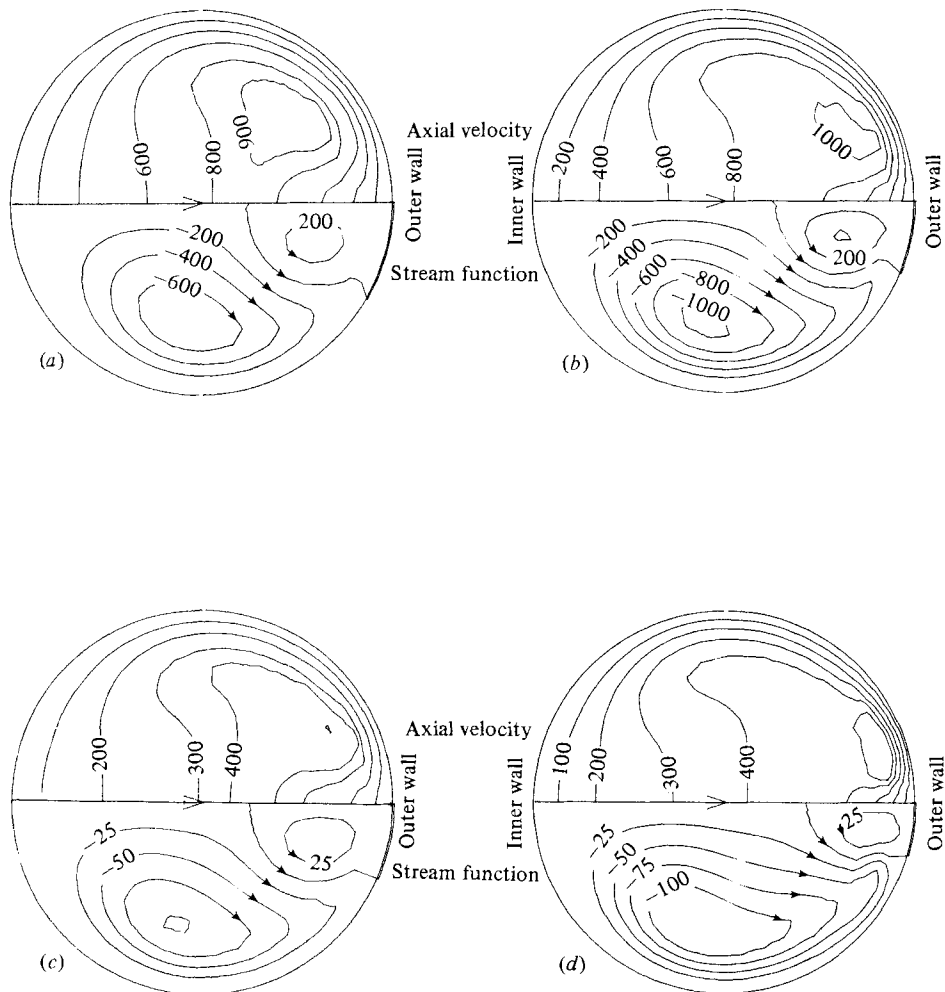 600
800
900
Axial velocity
Outer wall
Inner wall
200
400
600
800
1000
Outer wall
-200
-400
-600
200
Stream function
-200
-400
-600
-800
-1000
200
(a)
(b)
200
300
400
Axial velocity
Outer wall
Inner wall
100
200
300
400
Outer wall
-25
-50
25
Stream function
-25
-50
-75
-100
25
(c)
(d)